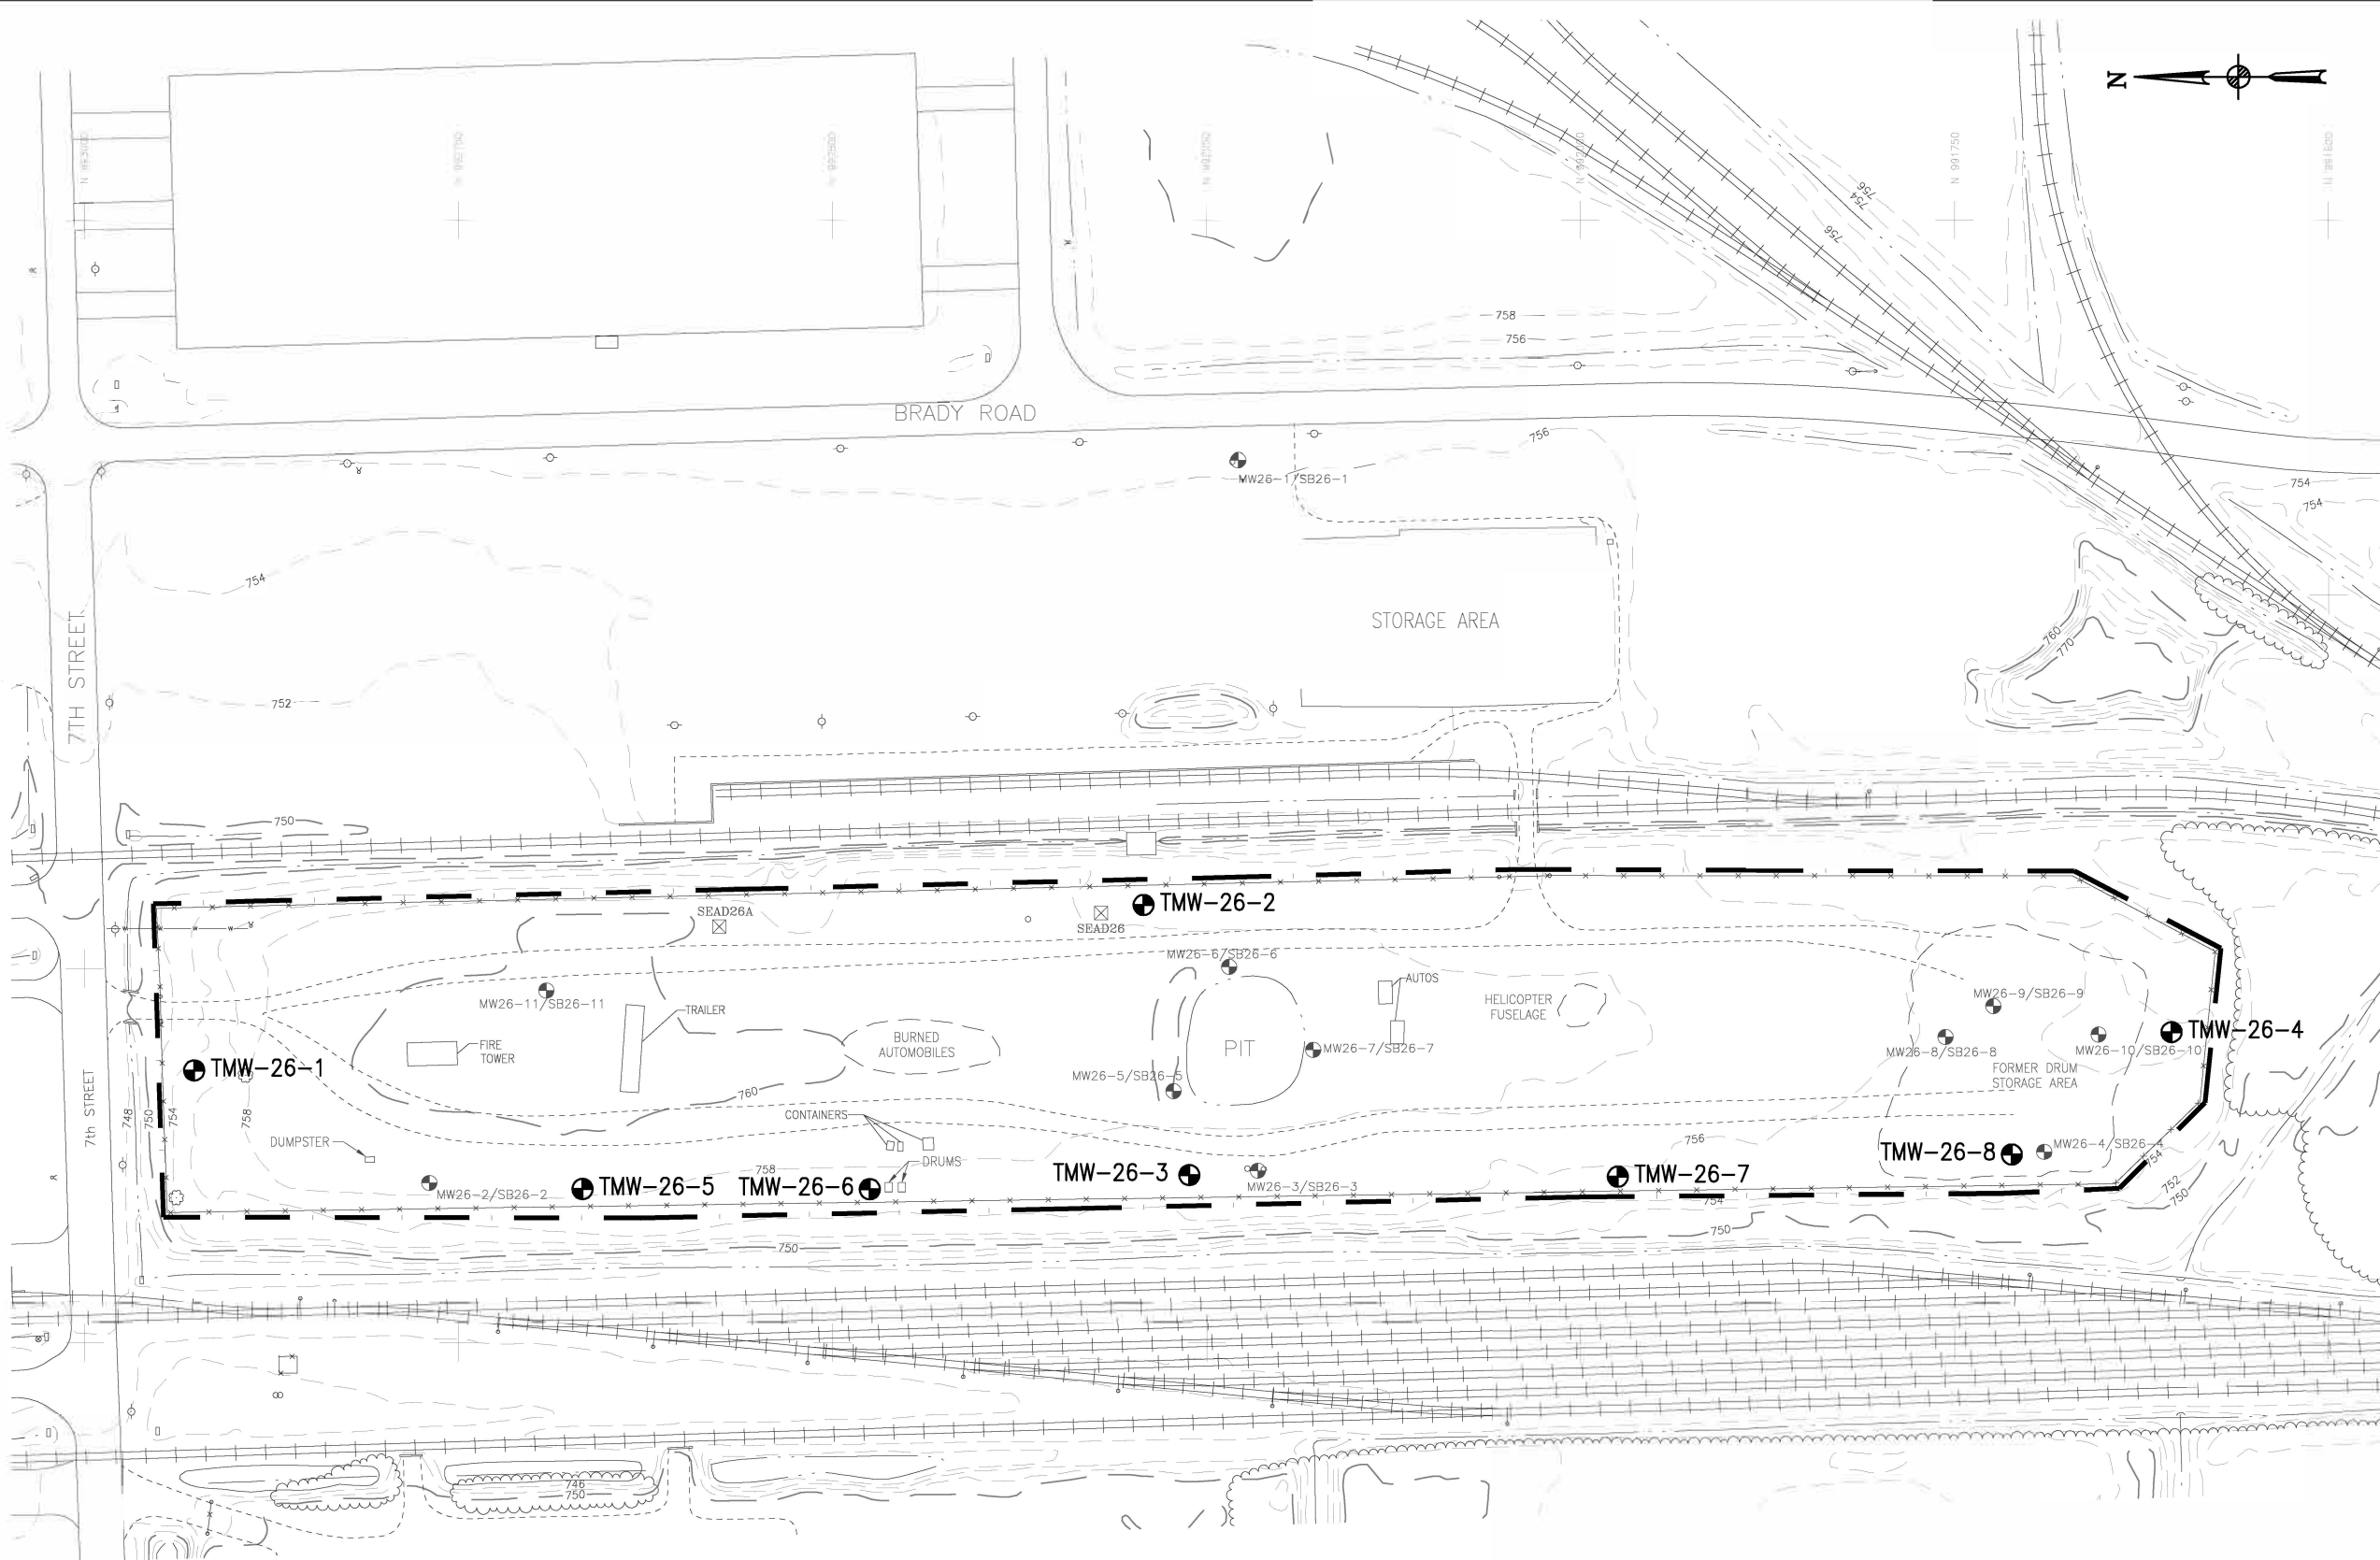 N
N 991750
758
756
756
754
756
BRADY ROAD
756
MW26-1/SB26-1
754
754
754
STORAGE AREA
7TH STREET
760
770
752
750
SEAD26A
SEAD26
TMW-26-2
MW26-6/SB26-6
AUTOS
MW26-11/SB26-11
TRAILER
HELICOPTER
FUSELAGE
MW26-9/SB26-9
TMW-26-4
FIRE
TOWER
BURNED
AUTOMOBILES
PIT
MW26-7/SB26-7
MW26-8/SB26-8
MW26-10/SB26-10
TMW-26-1
MW26-5/SB26-5
FORMER DRUM
STORAGE AREA
7th STREET
748
750
754
758
760
CONTAINERS
DUMPSTER
756
MW26-4/SB26-4
TMW-26-8
DRUMS
758
754
TMW-26-3
TMW-26-7
MW26-2/SB26-2
TMW-26-5
TMW-26-6
MW26-3/SB26-3
752
750
754
750
750
746
750